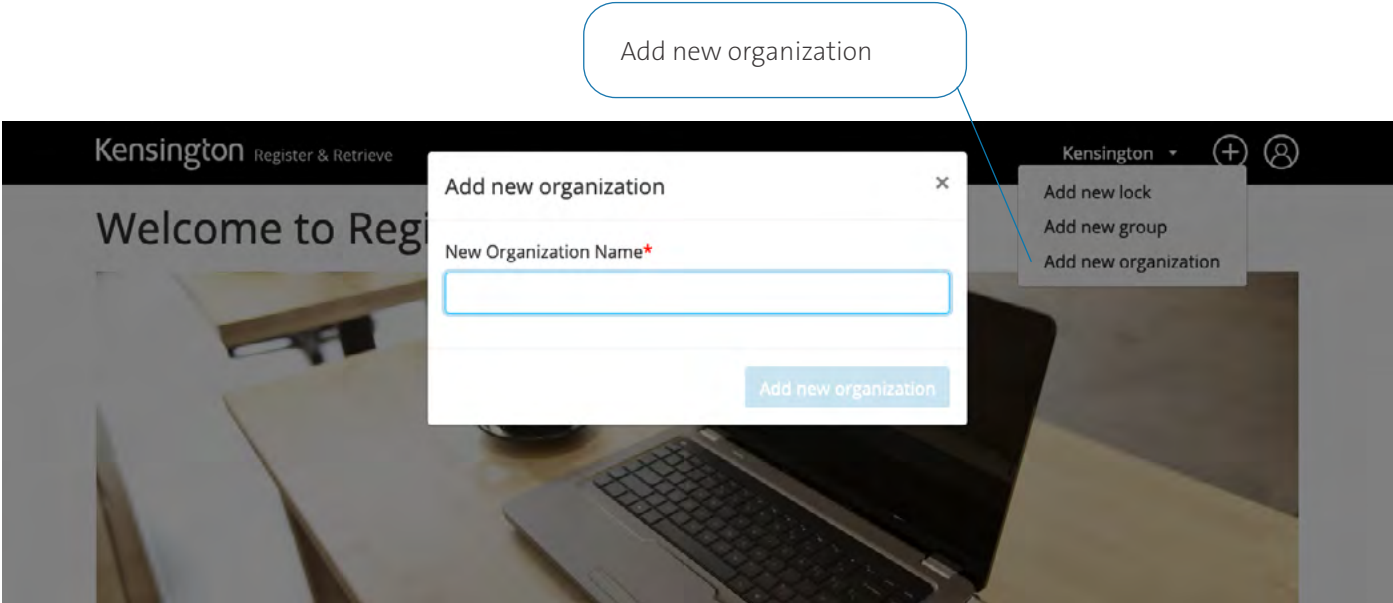 Add new organization
Kensington Register & Retrieve
Kensington
Add new organization
×
Add new lock
Add new group
Add new organization
Welcome to Regi
New Organization Name*
Add new organization